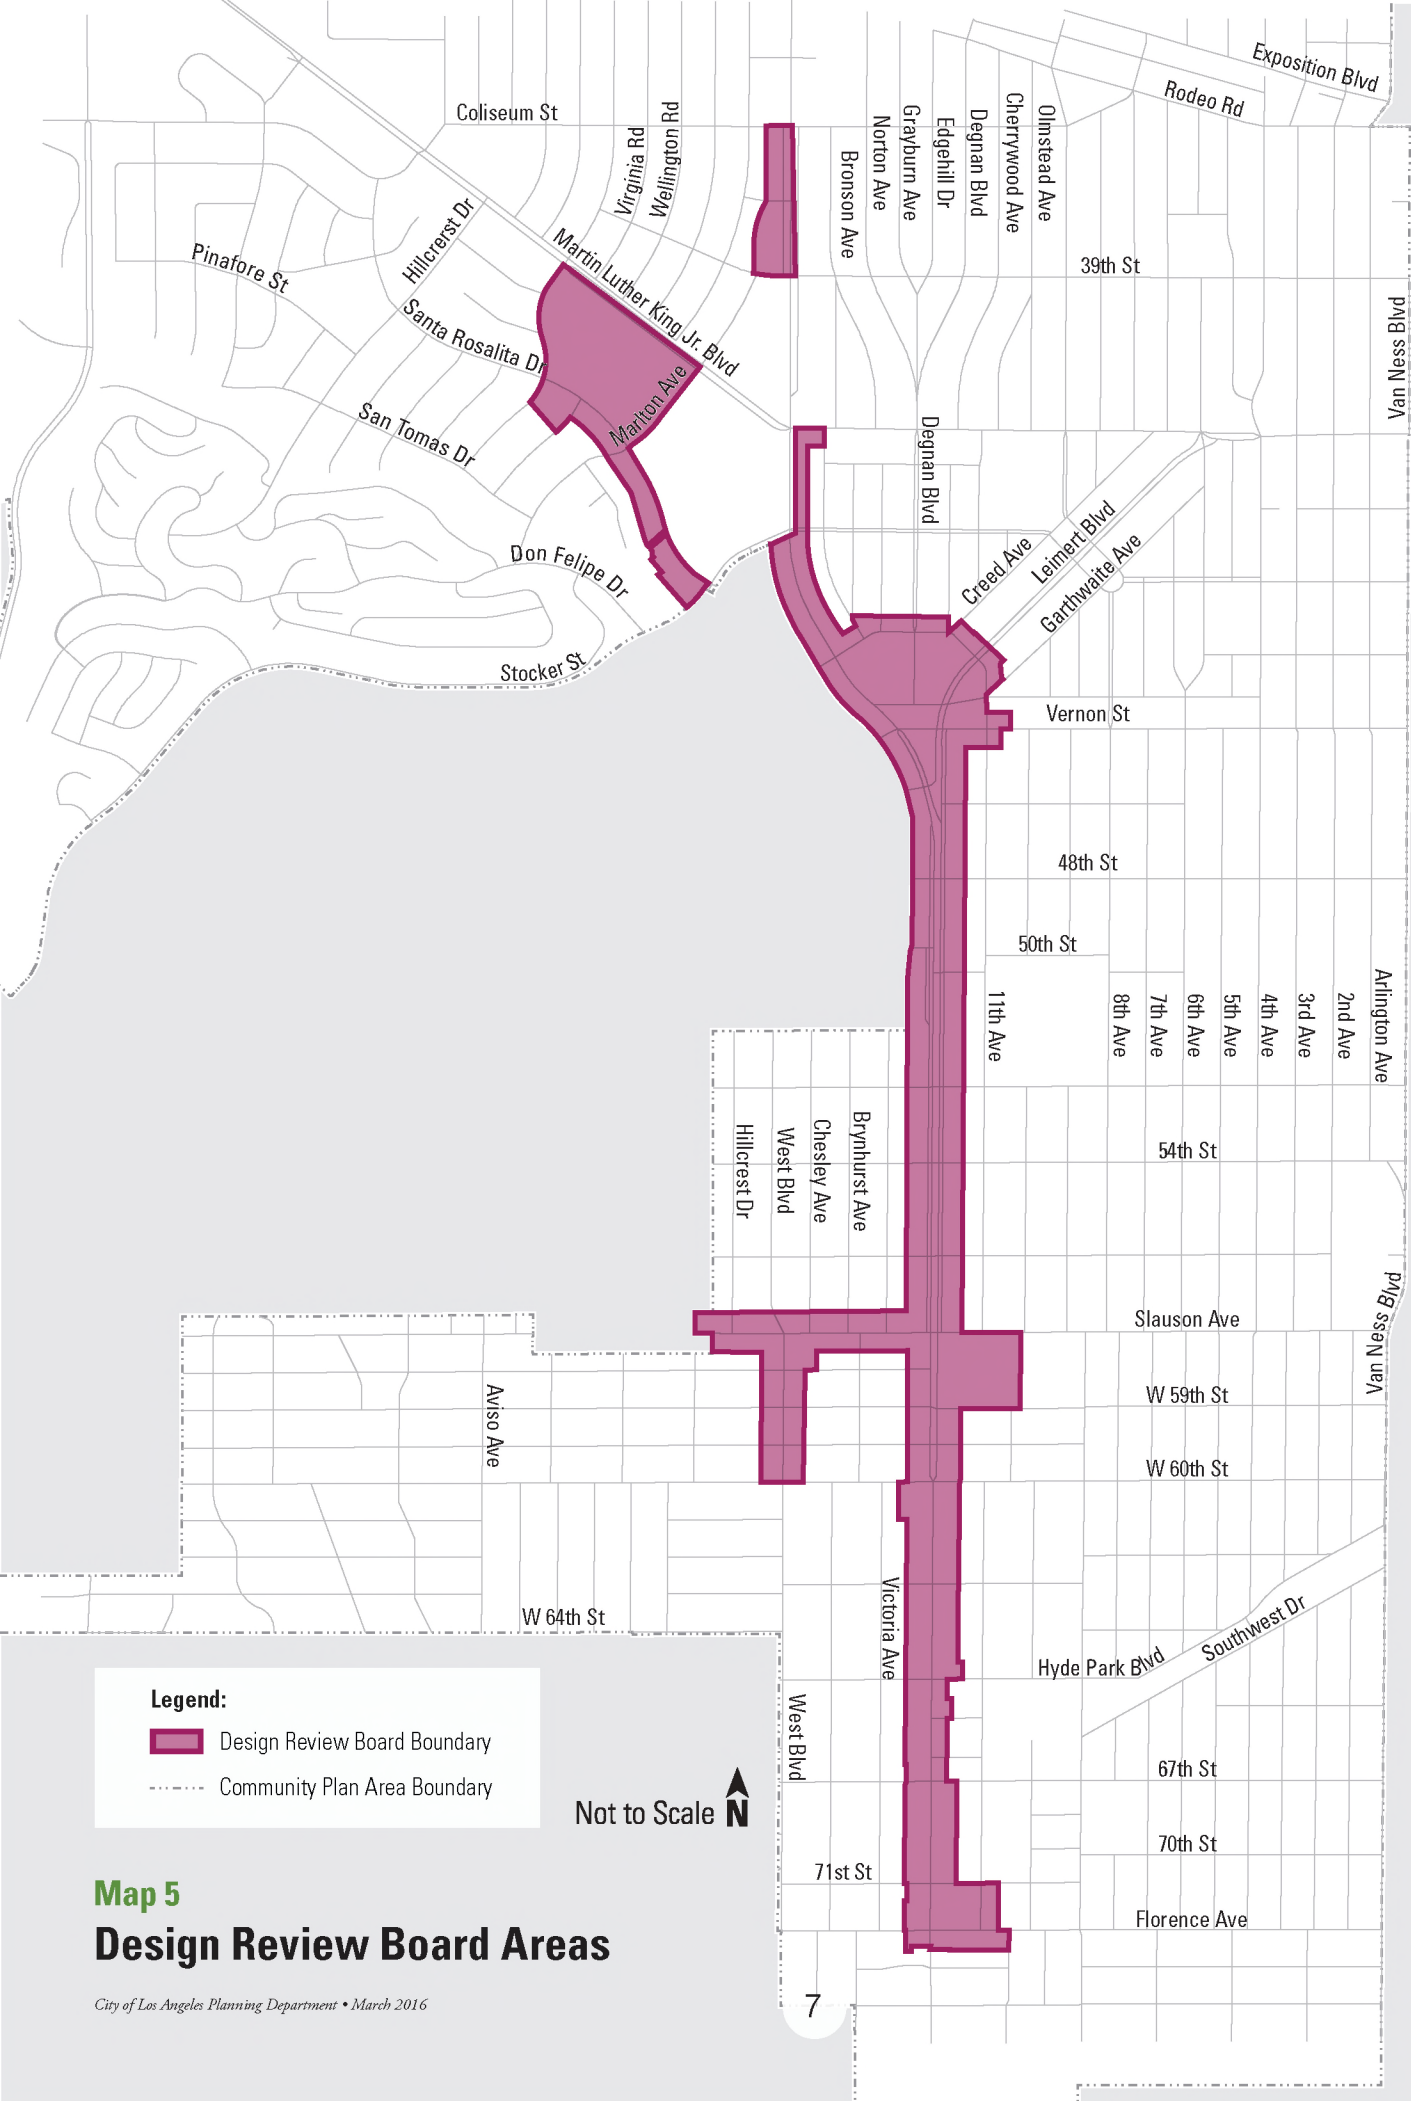 Exposition Blvd
Rodeo Rd
Coliseum St
Virginia Rd
Wellington Rd
Bronson Ave
Norton Ave
Grayburn Ave
Edgehill Dr
Degnan Blvd
Cherrywood Ave
Olmstead Ave
Hillcrerst Dr
Pinafore St
Martin Luther King Jr. Blvd
39th St
Van Ness Blvd
Santa Rosalita Dr
Marlton Ave
San Tomas Dr
Degnan Blvd
Creed Ave
Leimert Blvd
Garthwaite Ave
Don Felipe Dr
Stocker St
Vernon St
48th St
50th St
11th Ave
8th Ave
7th Ave
6th Ave
5th Ave
4th Ave
3rd Ave
2nd Ave
Arlington Ave
Hillcrest Dr
West Blvd
Chesley Ave
Brynhurst Ave
54th St
Slauson Ave
Van Ness Blvd
W 59th St
Aviso Ave
W 60th St
Victoria Ave
W 64th St
Southwest Dr
Hyde Park Blvd
West Blvd
67th St
70th St
71st St
Florence Ave
Legend:
Design Review Board Boundary
Community Plan Area Boundary
Not to Scale N
Map 5
Design Review Board Areas
City of Los Angeles Planning Department • March 2016
7